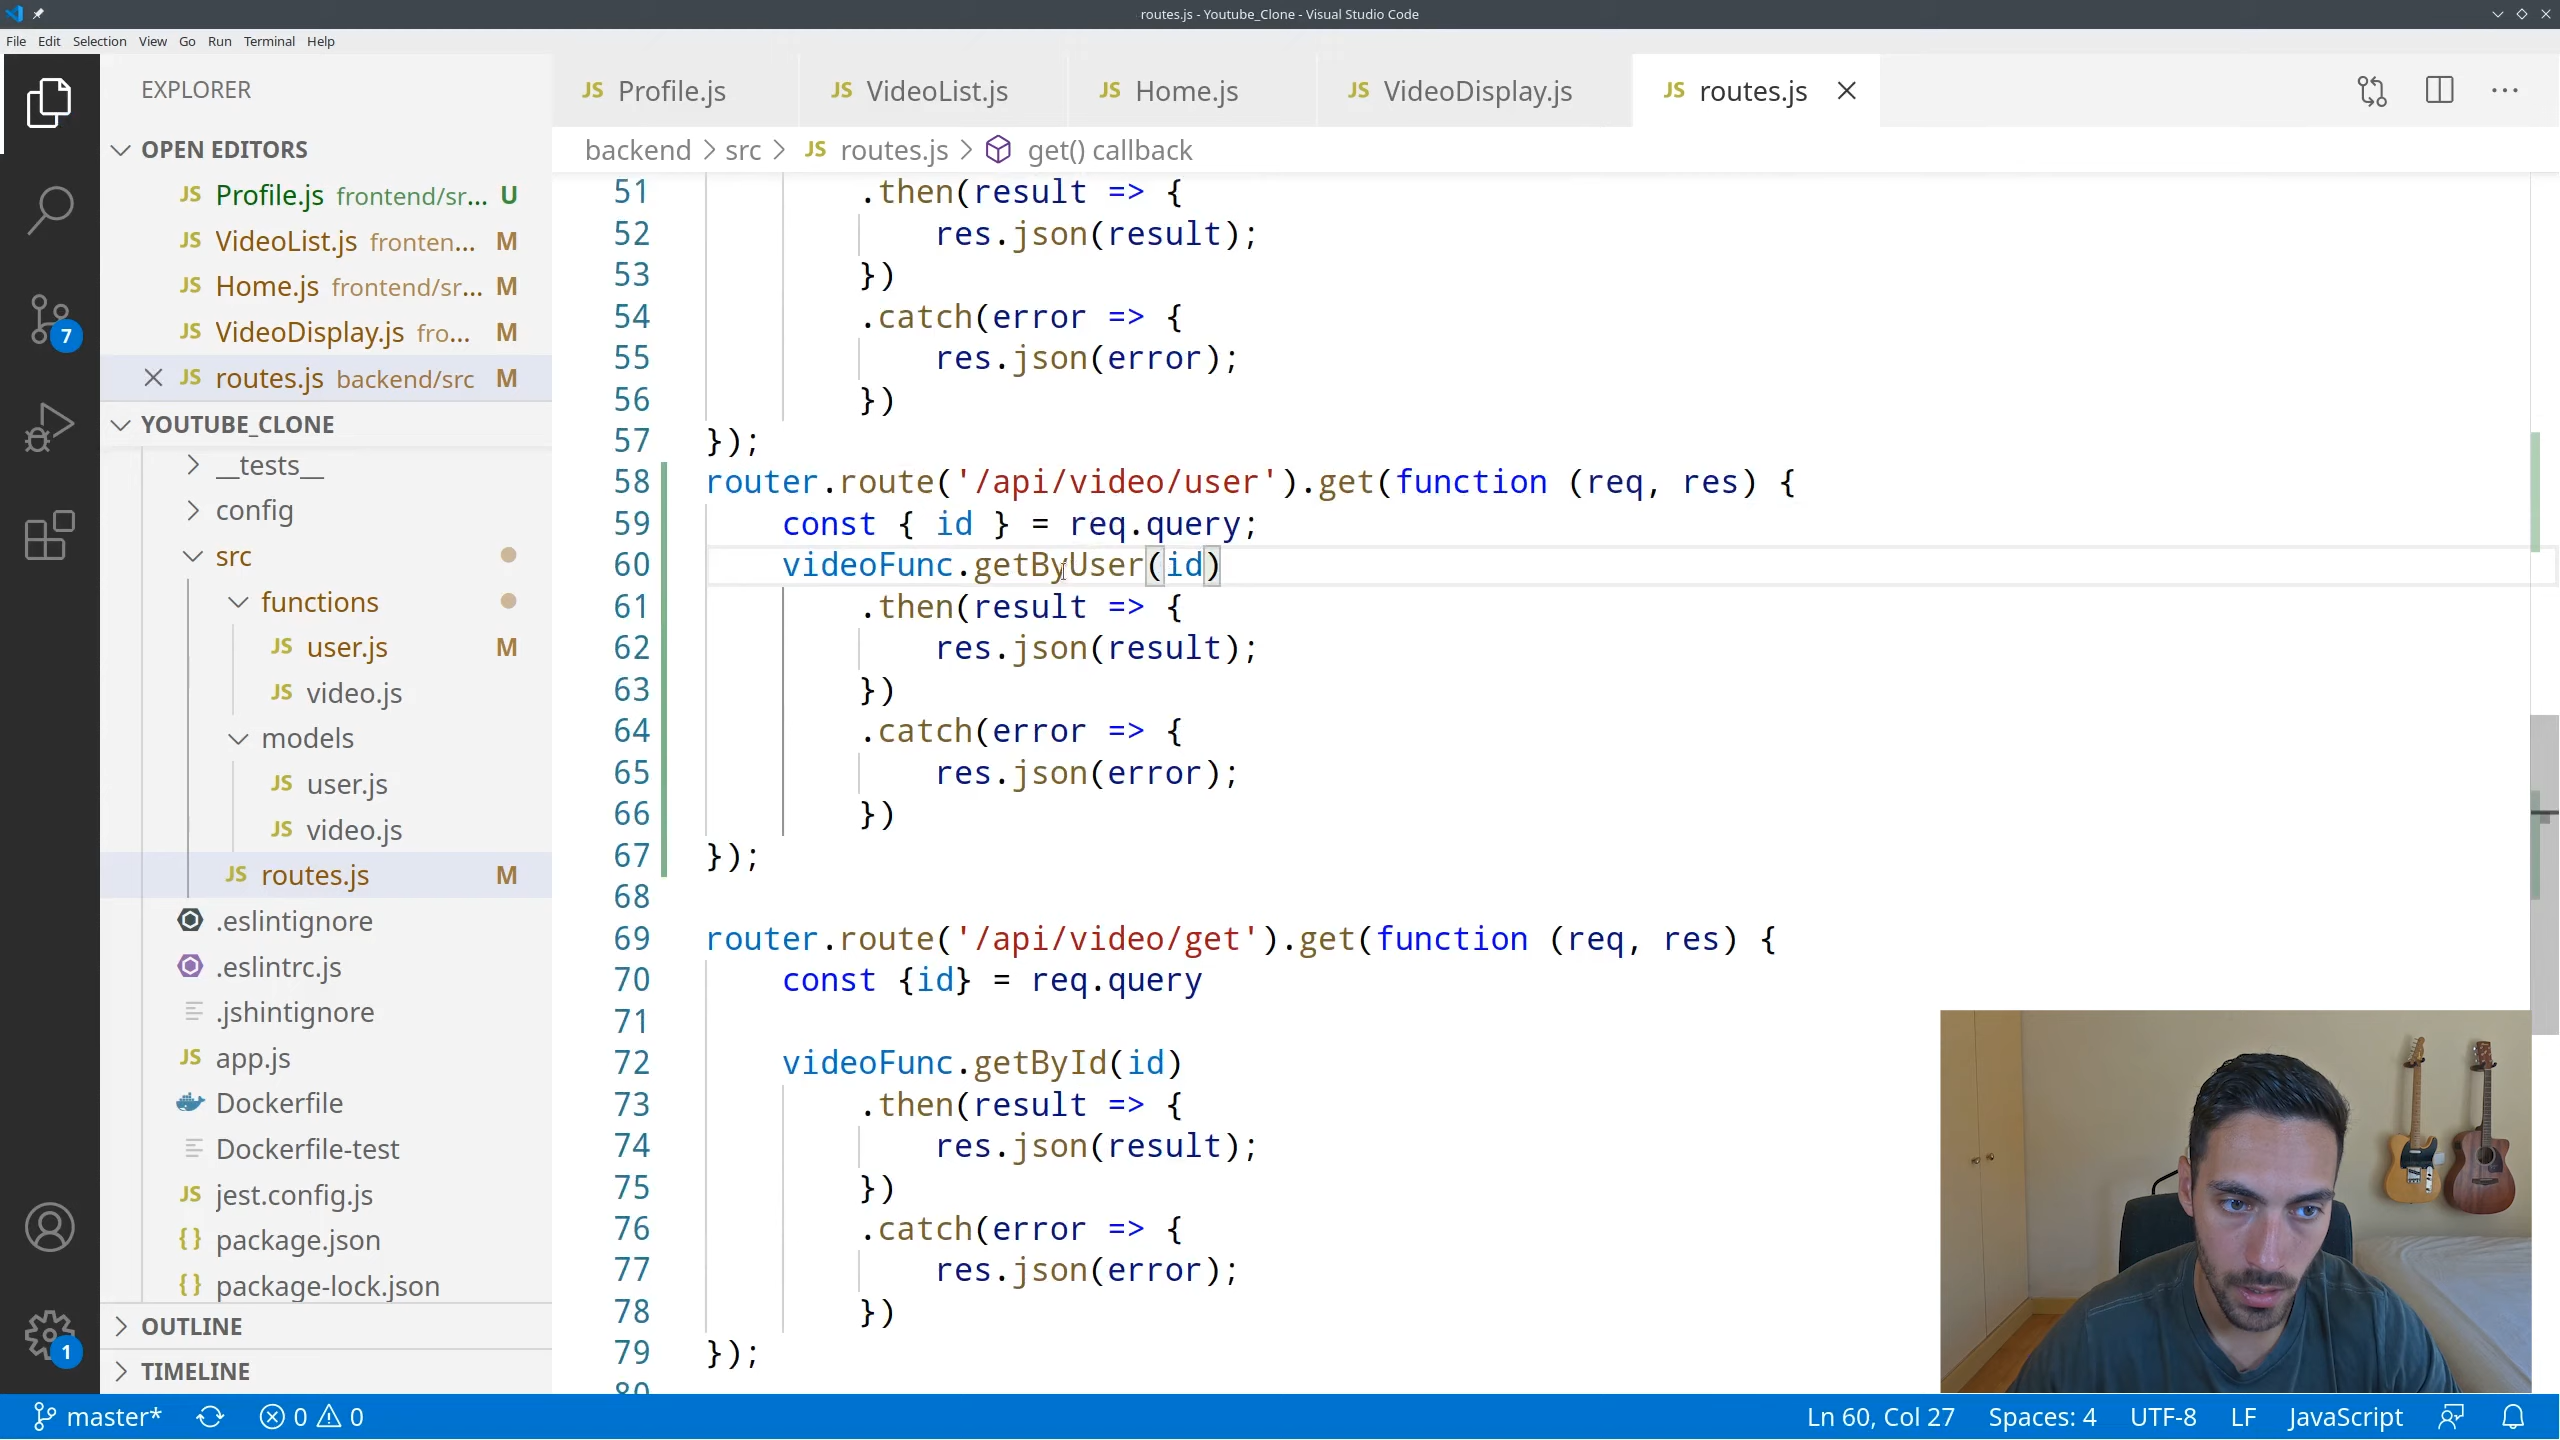 routes.js - Youtube_Clone - Visual Studio Code
File Edit Selection View Go Run Terminal Help
EXPLORER
OPEN EDITORS
JS Profile.js frontend/sr... U
JS VideoList.js fronten... M
JS Home.js frontend/sr... M
JS VideoDisplay.js fro... M
JS routes.js backend/src M
YOUTUBE_CLONE
__tests__
config
src
functions
JS user.js M
JS video.js
models
JS user.js
JS video.js
JS routes.js M
.eslintignore
.eslintrc.js
.jshintignore
JS app.js
Dockerfile
Dockerfile-test
JS jest.config.js
{} package.json
{} package-lock.json
OUTLINE
TIMELINE
7
1
JS Profile.js JS VideoList.js JS Home.js JS VideoDisplay.js JS routes.js
backend > src > JS routes.js > get() callback
51 .then(result => {
52 res.json(result);
53 })
54 .catch(error => {
55 res.json(error);
56 })
57 });
58 router.route('/api/video/user').get(function (req, res) {
59 const { id } = req.query;
60 videoFunc.getByUser(id)
61 .then(result => {
62 res.json(result);
63 })
64 .catch(error => {
65 res.json(error);
66 })
67 });
68
69 router.route('/api/video/get').get(function (req, res) {
70 const {id} = req.query
71
72 videoFunc.getById(id)
73 .then(result => {
74 res.json(result);
75 })
76 .catch(error => {
77 res.json(error);
78 })
79 });
80
master* 0 0 Ln 60, Col 27 Spaces: 4 UTF-8 LF JavaScript